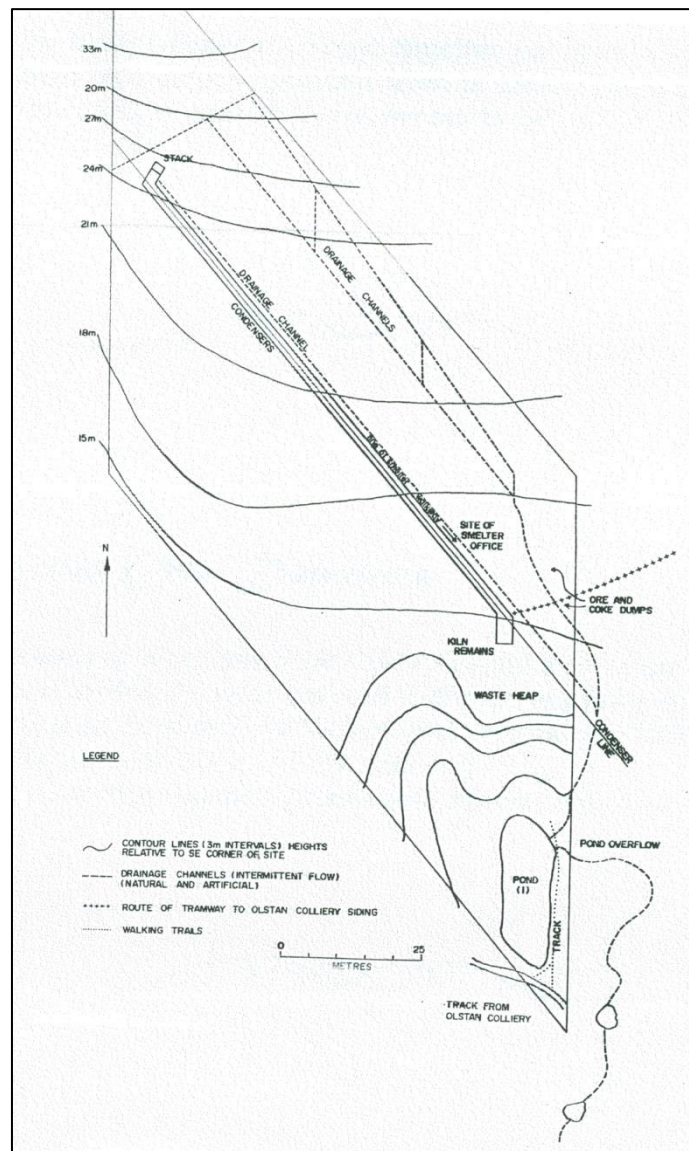 33m
20m
27m
STACK
24m
21m
DRAINAGE CHANNELS
DRAINAGE CHANNEL
CONDENSERS
18m
15m
N
SITE OF
SMELTER
OFFICE
ORE AND
COKE DUMPS
KILN
REMAINS
WASTE HEAP
CONDENSER
LINE
LEGEND
CONTOUR LINES (3m INTERVALS) HEIGHTS
RELATIVE TO SE CORNER OF SITE
DRAINAGE CHANNELS (INTERMITTENT FLOW)
(NATURAL AND ARTIFICIAL)
ROUTE OF TRAMWAY TO OLSTAN COLLIERY SIDING
WALKING TRAILS
POND OVERFLOW
POND
(1)
TRACK
0 25
METRES
TRACK FROM
OLSTAN COLLIERY